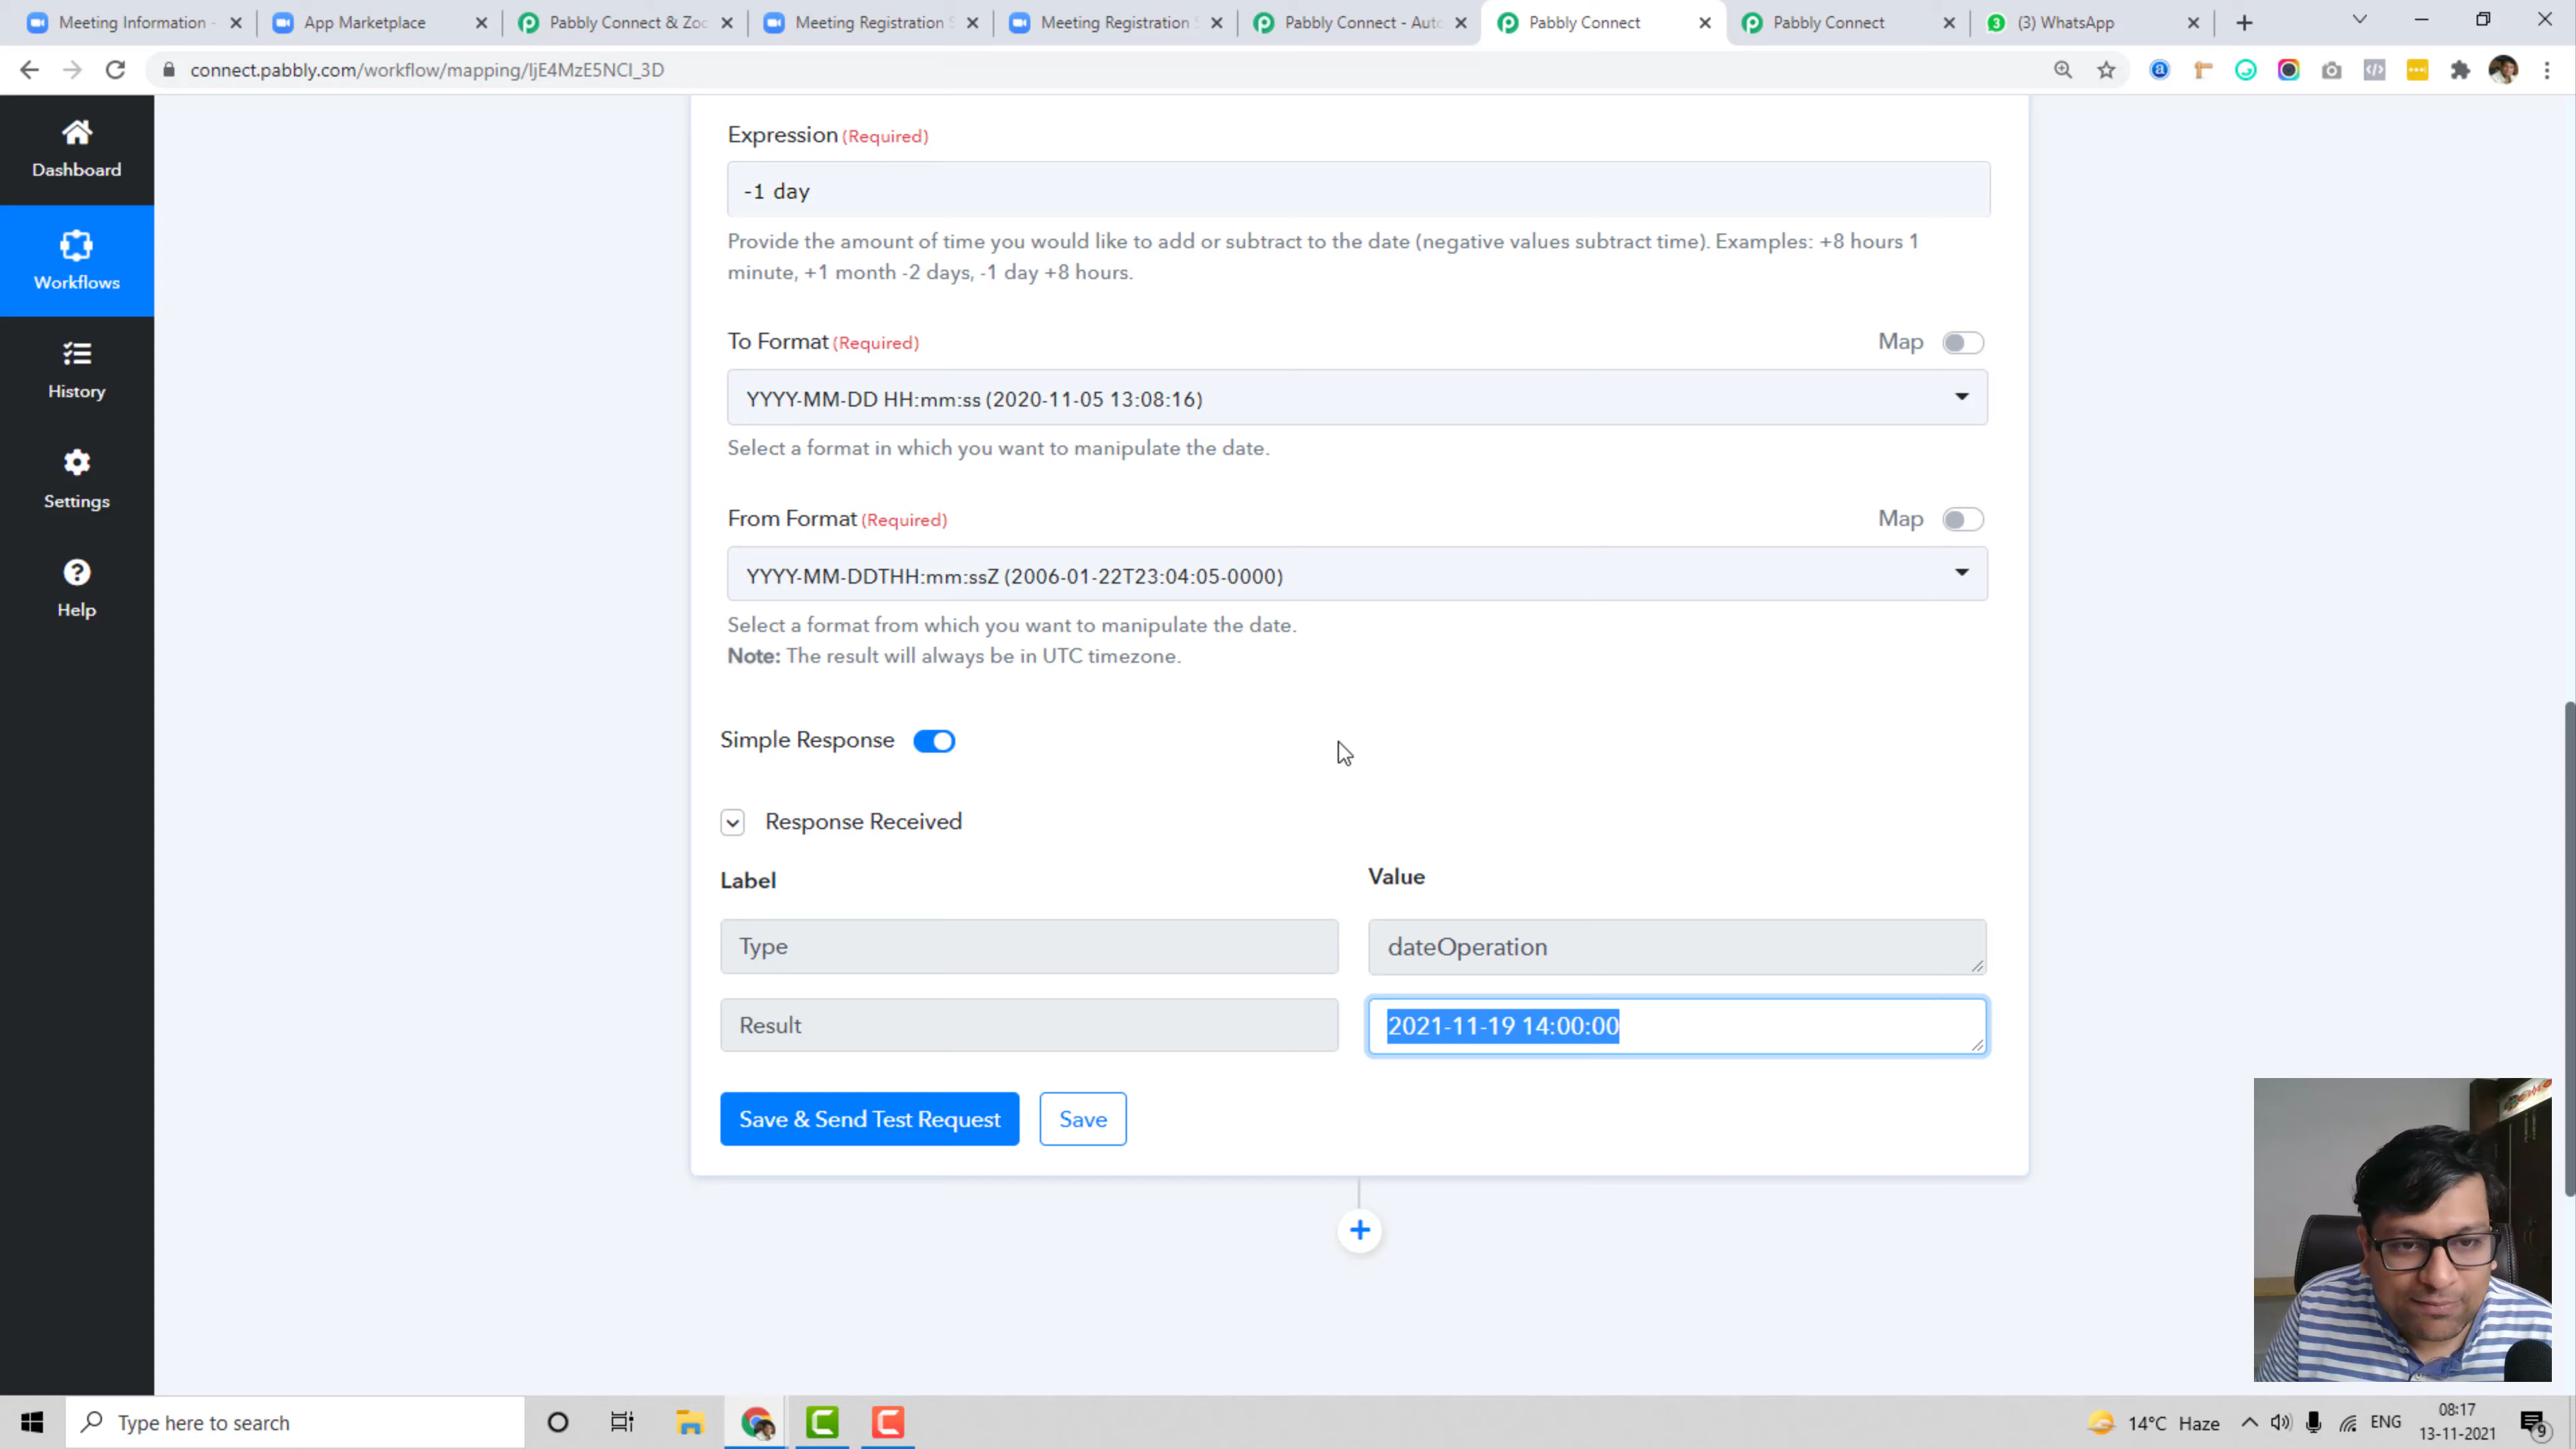 Meeting Information -
App Marketplace
Pabbly Connect & Zoo
Meeting Registration S
Meeting Registration S
Pabbly Connect - Auto
Pabbly Connect
Pabbly Connect
(3) WhatsApp
connect.pabbly.com/workflow/mapping/IjE4MzE5NCI_3D
Dashboard
Workflows
History
Settings
Help
Expression (Required)
-1 day
Provide the amount of time you would like to add or subtract to the date (negative values subtract time). Examples: +8 hours 1
minute, +1 month -2 days, -1 day +8 hours.
To Format (Required)
Map
YYYY-MM-DD HH:mm:ss (2020-11-05 13:08:16)
Select a format in which you want to manipulate the date.
From Format (Required)
Map
YYYY-MM-DDTHH:mm:ssZ (2006-01-22T23:04:05-0000)
Select a format from which you want to manipulate the date.
Note: The result will always be in UTC timezone.
Simple Response
Response Received
Label
Value
Type
dateOperation
Result
2021-11-19 14:00:00
Save & Send Test Request
Save
Type here to search
14°C Haze
ENG
08:17
13-11-2021
9